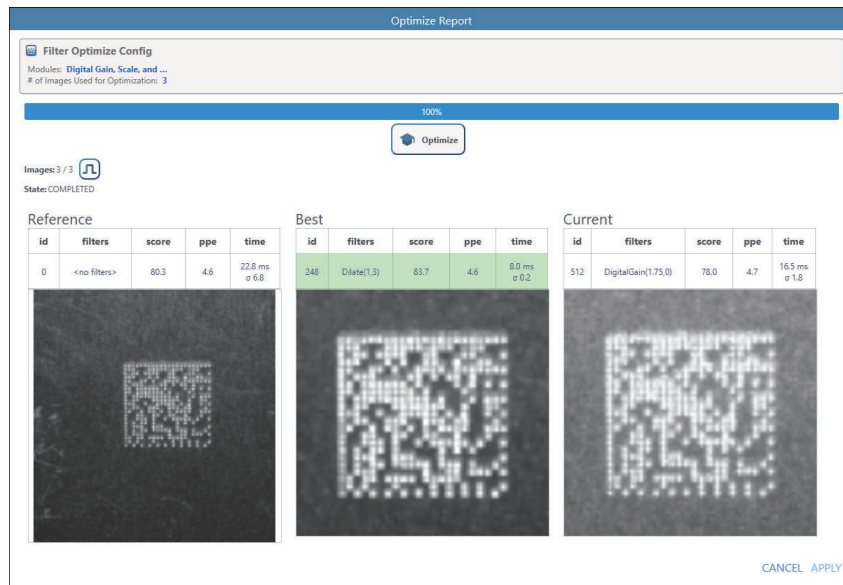 Optimize Report
Filter Optimize Config
Modules: Digital Gain, Scale, and ...
# of Images Used for Optimization: 3
100%
Optimize
Images: 3 / 3
State: COMPLETED
Reference
id filters score ppe time
0 <no filters> 80.3 4.6 22.8 ms
σ 6.8
Best
id filters score ppe time
248 Dilate(1,3) 83.7 4.6 8.0 ms
σ 0.2
Current
id filters score ppe time
512 DigitalGain(1.75,0) 78.0 4.7 16.5 ms
σ 1.8
CANCEL APPLY